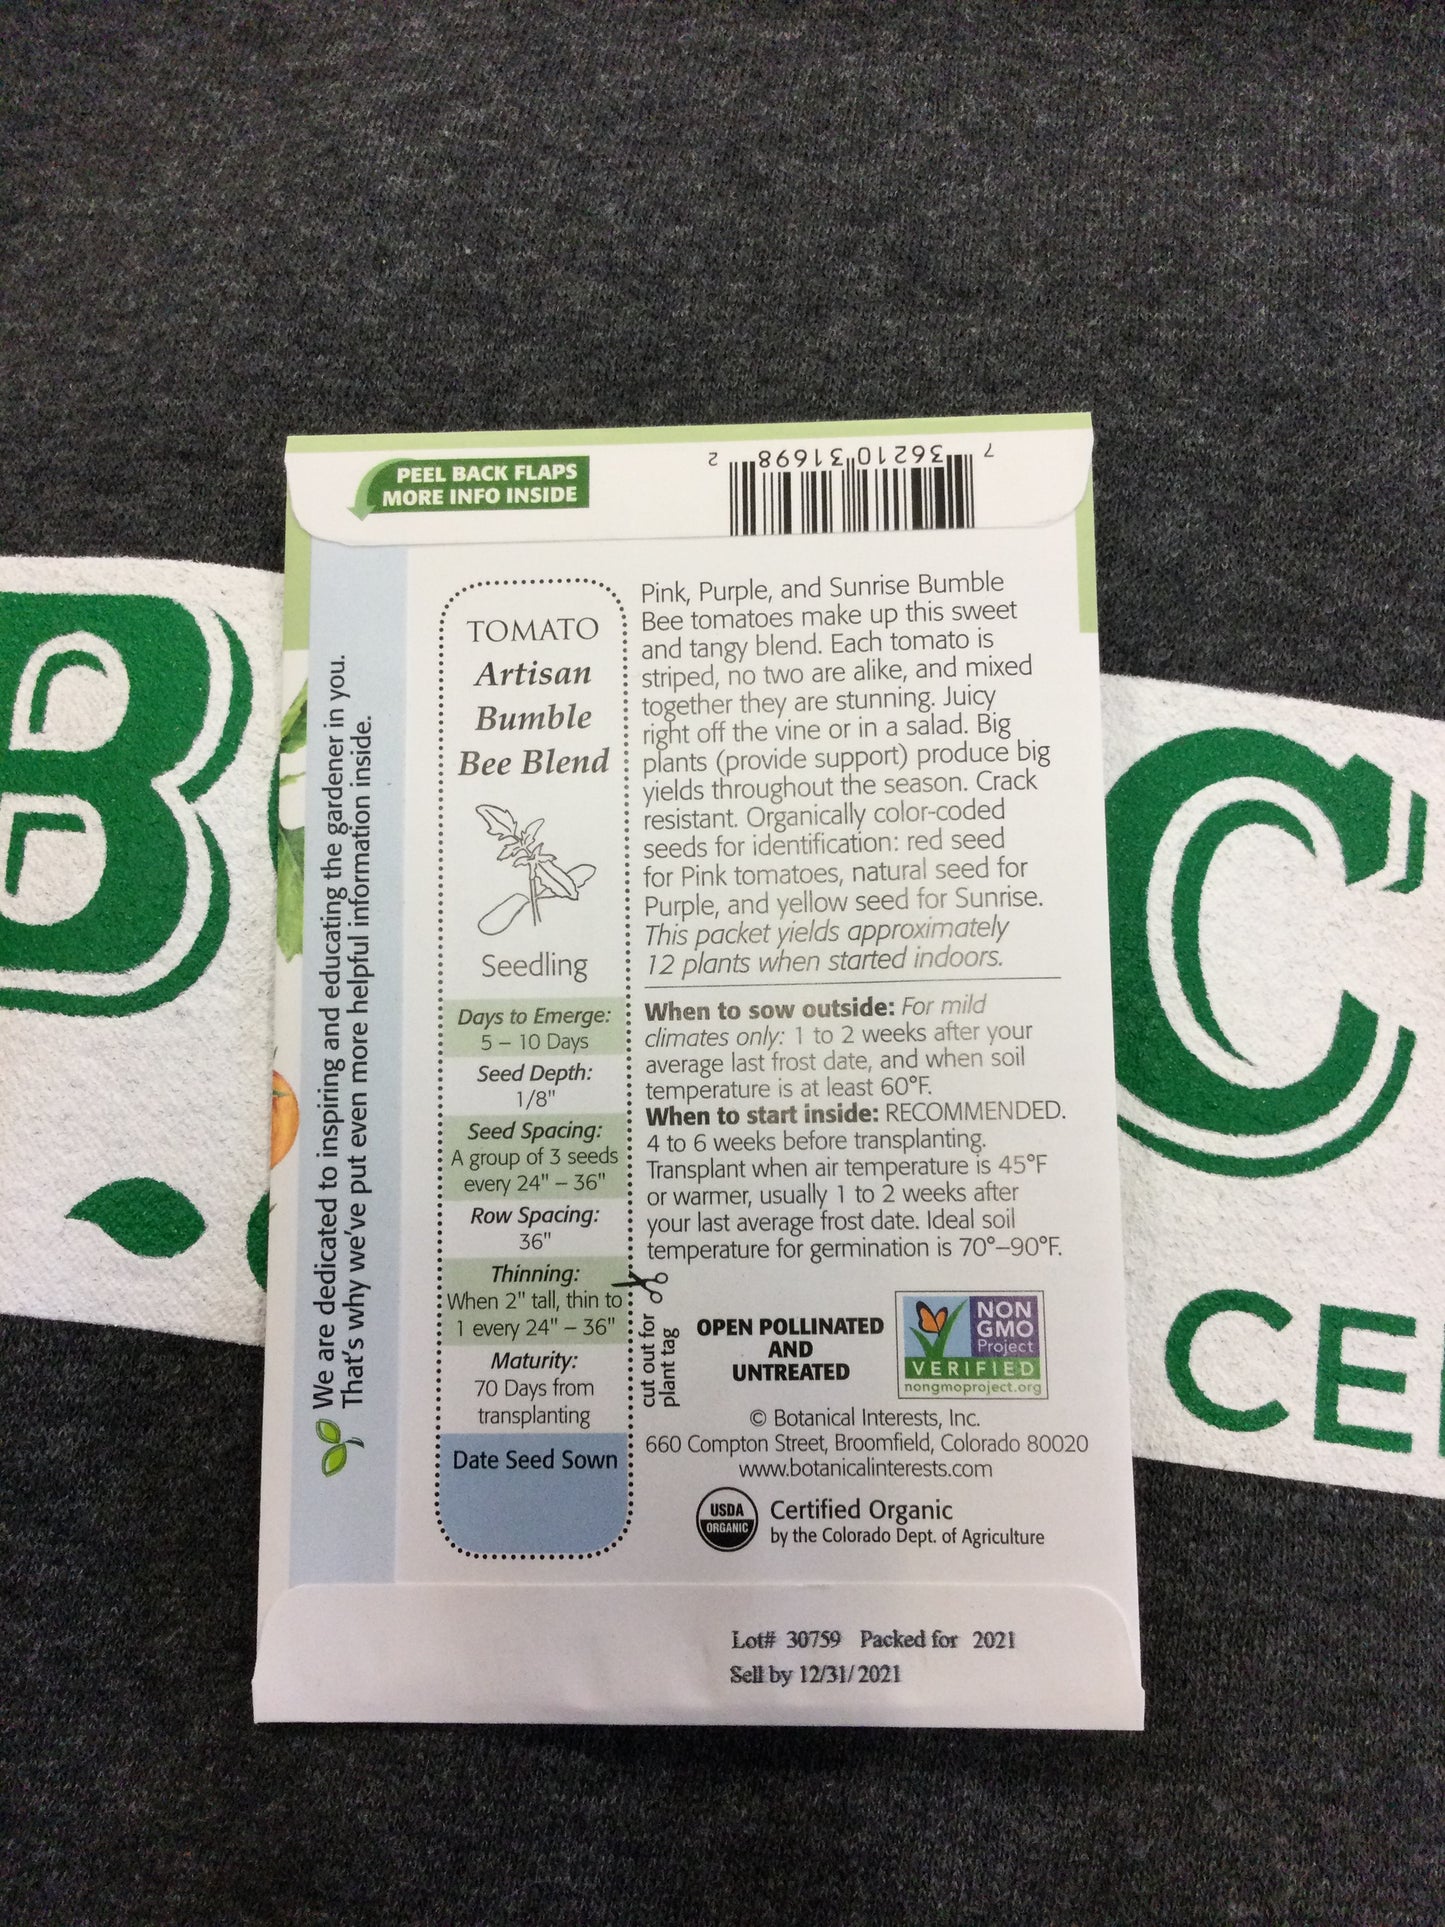 PEEL BACK FLAPS
MORE INFO INSIDE
7 36210 31698 2
We are dedicated to inspiring and educating the gardener in you.
That's why we've put even more helpful information inside.
TOMATO
Artisan
Bumble
Bee Blend
Seedling
Days to Emerge:
5 – 10 Days
Seed Depth:
1/8"
Seed Spacing:
A group of 3 seeds
every 24" – 36"
Row Spacing:
36"
Thinning:
When 2" tall, thin to
1 every 24" – 36"
Maturity:
70 Days from
transplanting
Date Seed Sown
cut out for
plant tag
Pink, Purple, and Sunrise Bumble
Bee tomatoes make up this sweet
and tangy blend. Each tomato is
striped, no two are alike, and mixed
together they are stunning. Juicy
right off the vine or in a salad. Big
plants (provide support) produce big
yields throughout the season. Crack
resistant. Organically color-coded
seeds for identification: red seed
for Pink tomatoes, natural seed for
Purple, and yellow seed for Sunrise.
This packet yields approximately
12 plants when started indoors.
When to sow outside: For mild
climates only: 1 to 2 weeks after your
average last frost date, and when soil
temperature is at least 60°F.
When to start inside: RECOMMENDED.
4 to 6 weeks before transplanting.
Transplant when air temperature is 45°F
or warmer, usually 1 to 2 weeks after
your last average frost date. Ideal soil
temperature for germination is 70°–90°F.
OPEN POLLINATED
AND
UNTREATED
NON
GMO
Project
VERIFIED
nongmoproject.org
© Botanical Interests, Inc.
660 Compton Street, Broomfield, Colorado 80020
www.botanicalinterests.com
USDA
ORGANIC
Certified Organic
by the Colorado Dept. of Agriculture
Lot# 30759 Packed for 2021
Sell by 12/31/2021
B
C
CE